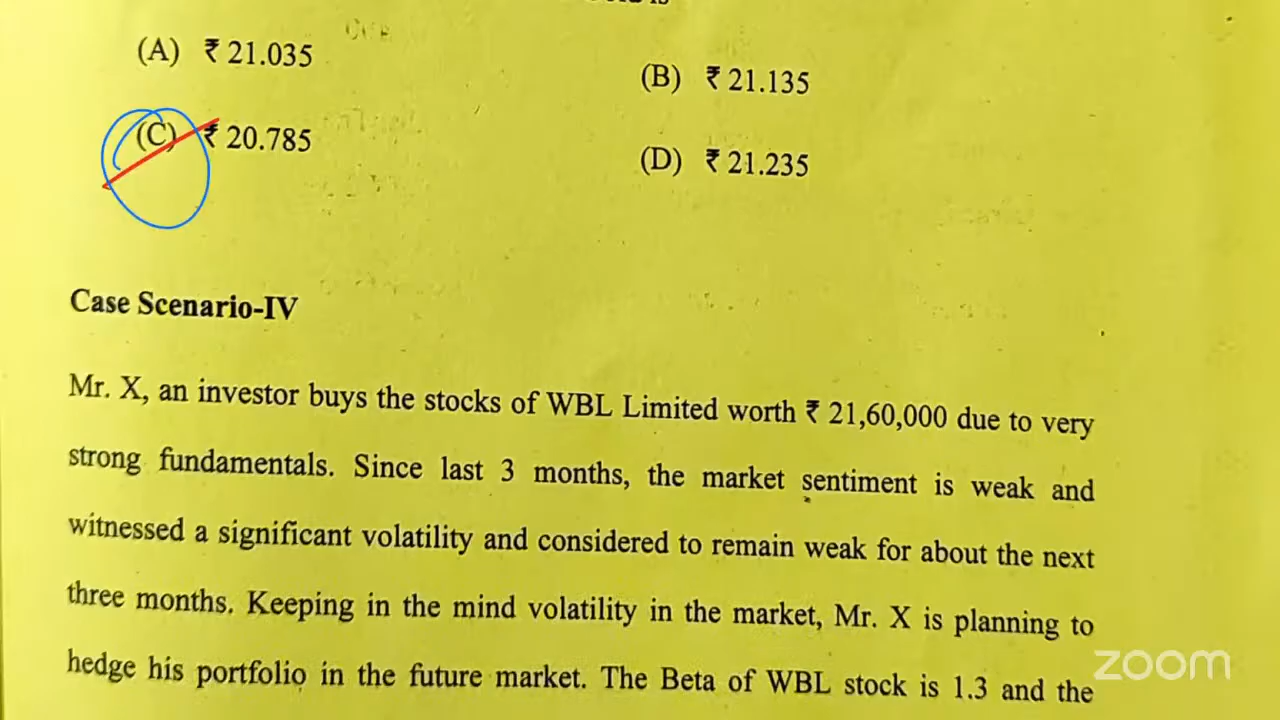 (A) ₹ 21.035
(B) ₹ 21.135
(C) ₹ 20.785
(D) ₹ 21.235
Case Scenario-IV
Mr. X, an investor buys the stocks of WBL Limited worth ₹ 21,60,000 due to very
strong fundamentals. Since last 3 months, the market sentiment is weak and
witnessed a significant volatility and considered to remain weak for about the next
three months. Keeping in the mind volatility in the market, Mr. X is planning to
hedge his portfolio in the future market. The Beta of WBL stock is 1.3 and the
zoom